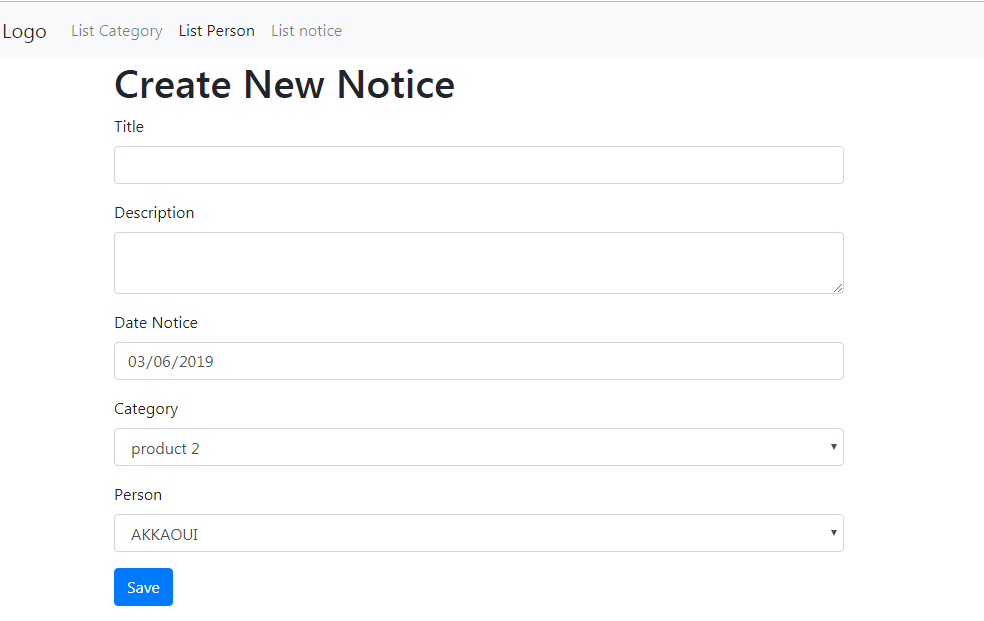 Logo List Category List Person List notice
Create New Notice
Title
Description
Date Notice
03/06/2019
Category
product 2
Person
AKKAOUI
Save